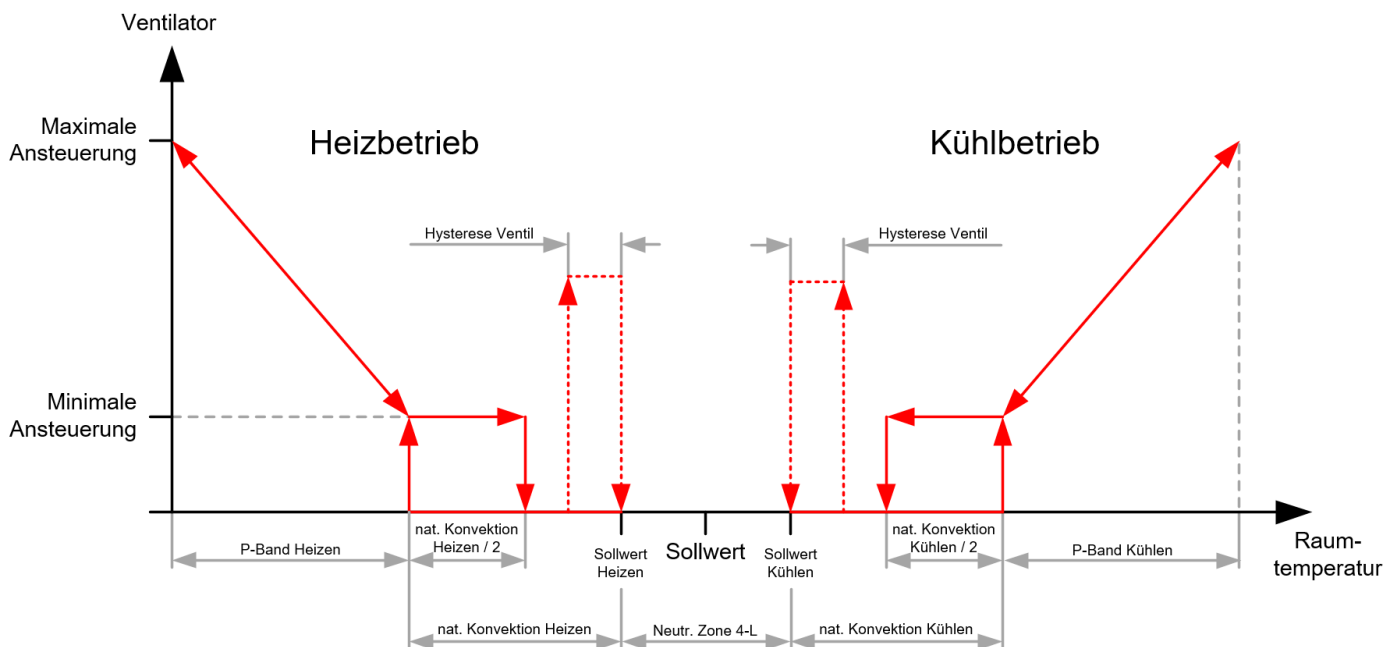 Ventilator
Maximale
Ansteuerung
Heizbetrieb
Kühlbetrieb
Hysterese Ventil
Hysterese Ventil
Minimale
Ansteuerung
P-Band Heizen
nat. Konvektion
Heizen / 2
Sollwert
Heizen
Sollwert
Sollwert
Kühlen
nat. Konvektion
Kühlen / 2
P-Band Kühlen
Raum-
temperatur
nat. Konvektion Heizen
Neutr. Zone 4-L
nat. Konvektion Kühlen